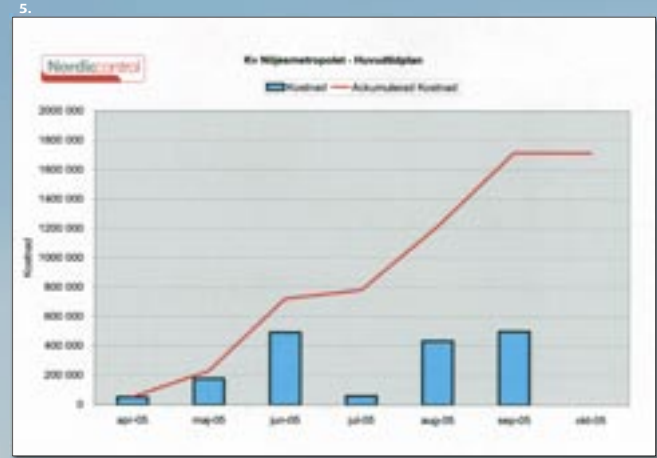 5.
Nordiccontrol
Kv Nöjesmetropolet - Huvudtidplan
Kostnad Ackumulerad Kostnad
2000 000
1800 000
1600 000
1400 000
1200 000
1000 000
800 000
600 000
400 000
200 000
0
Kostnad
apr-05 maj-05 jun-05 jul-05 aug-05 sep-05 okt-05